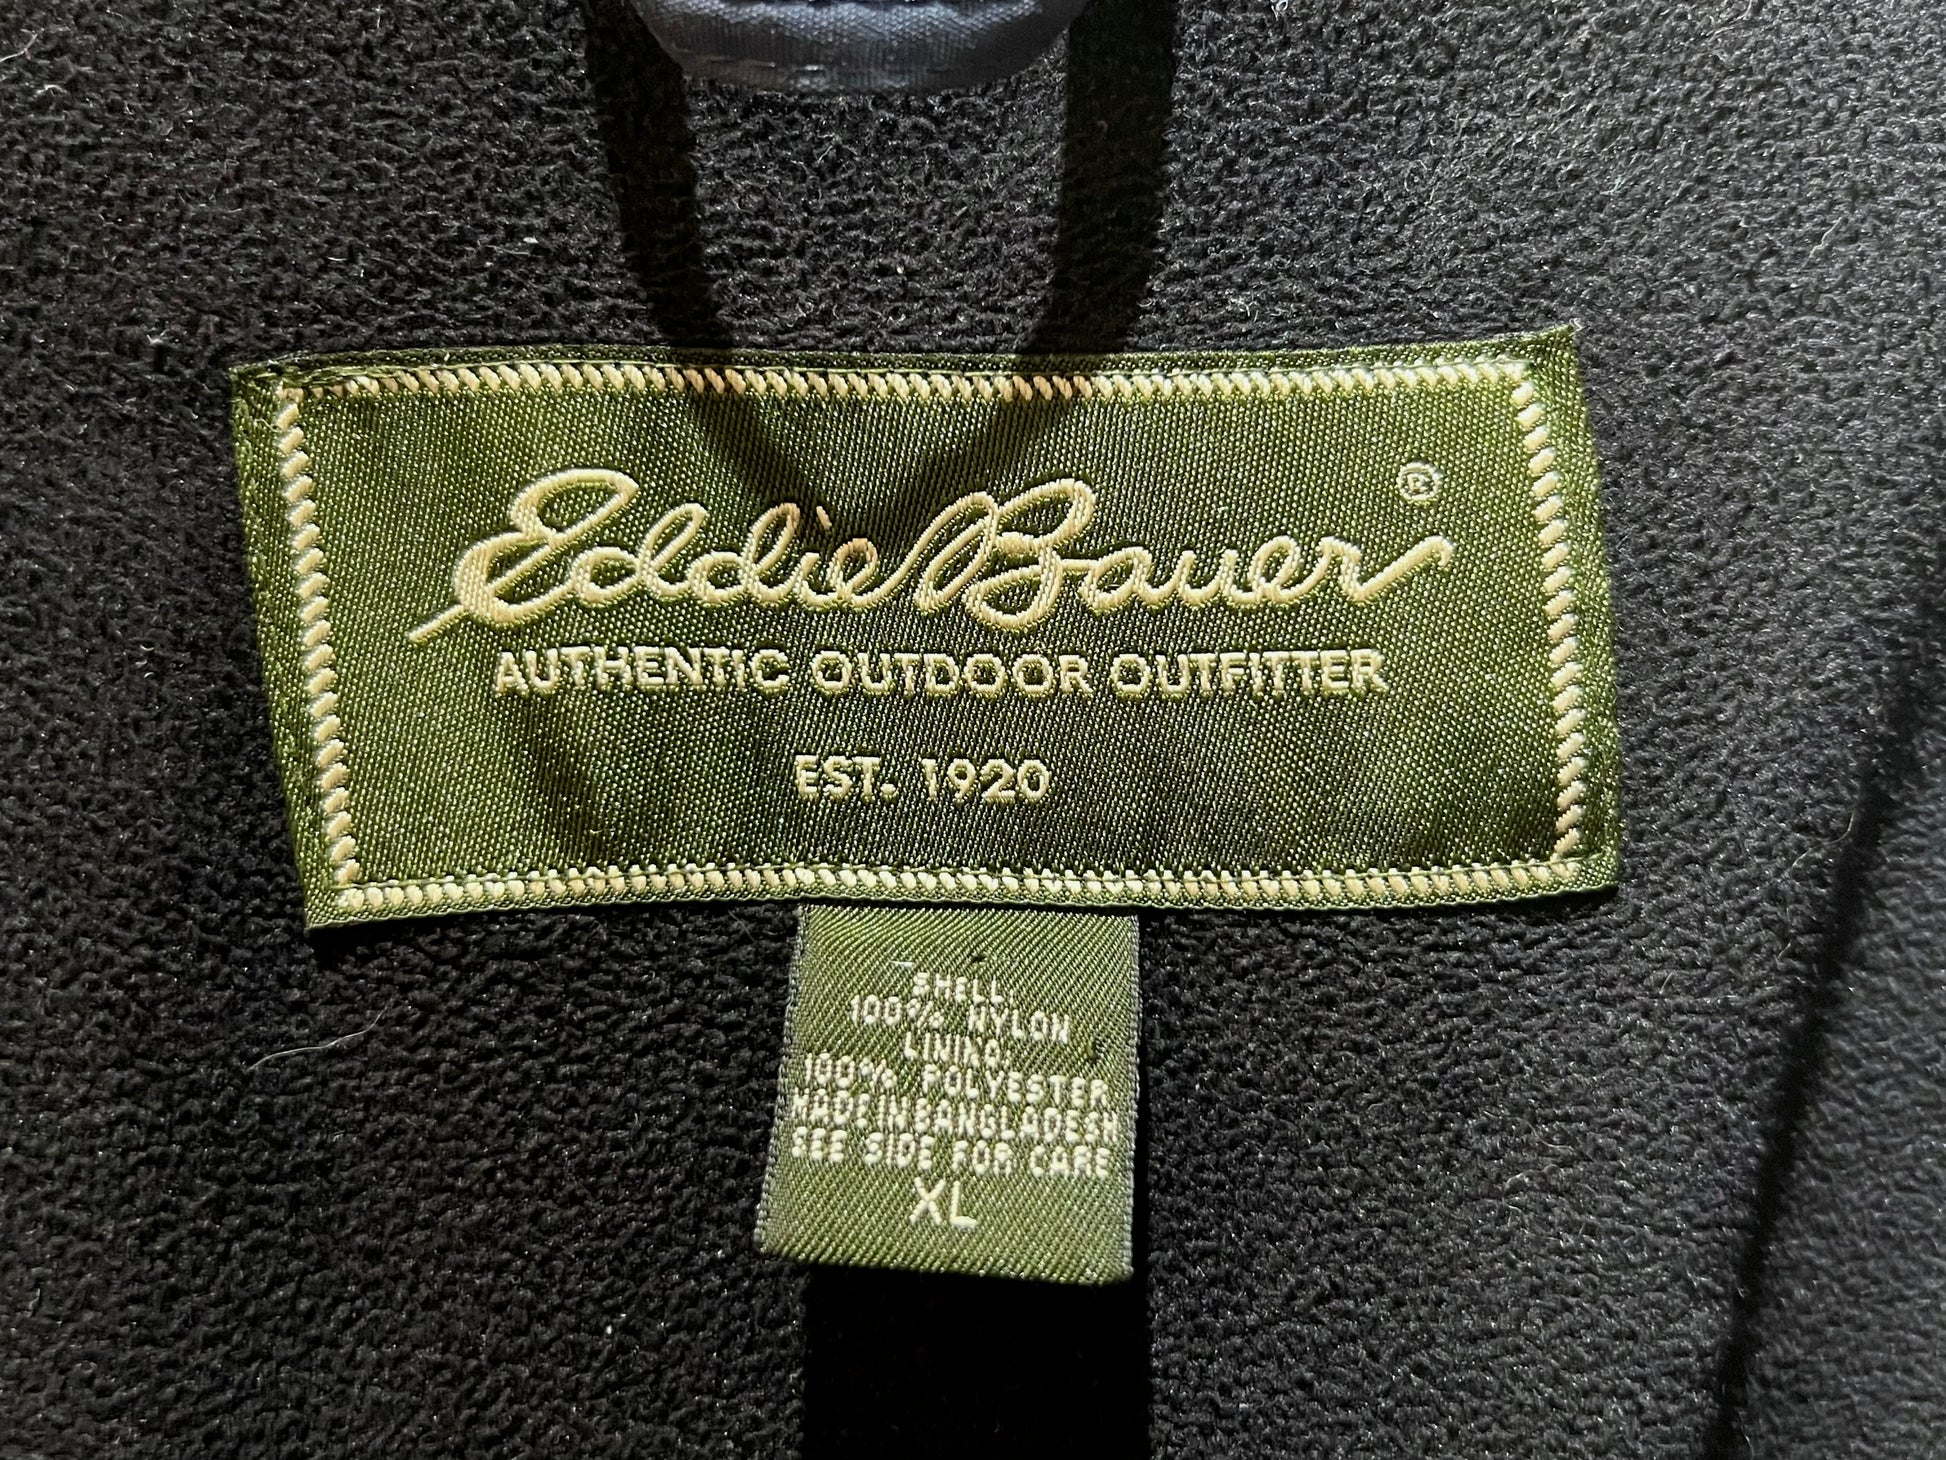 Eddie Bauer ®
AUTHENTIC OUTDOOR OUTFITTER
EST. 1920
SHELL:
100% NYLON
LINING:
100% POLYESTER
MADE IN BANGLADESH
SEE SIDE FOR CARE
XL